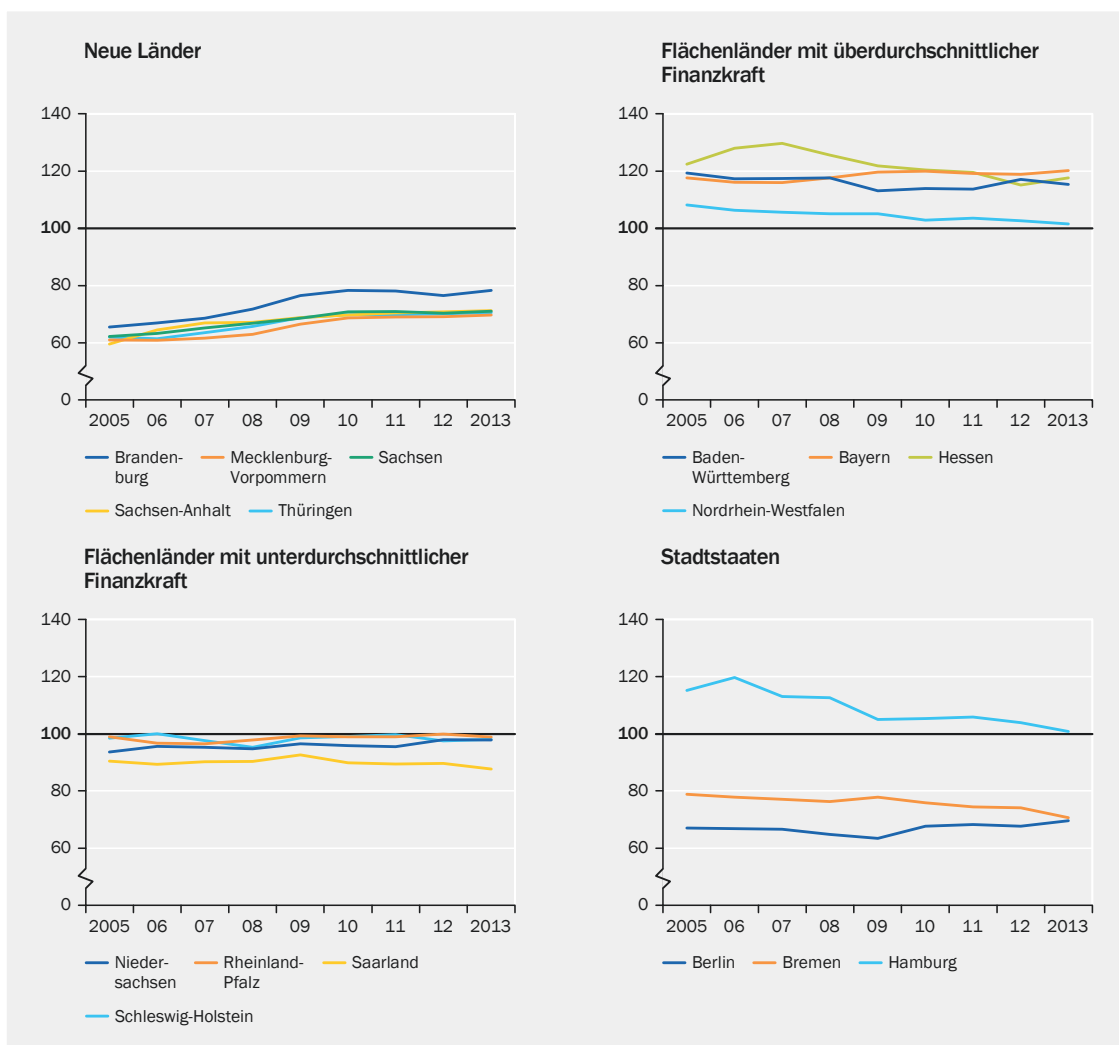 Neue Länder
140
120
100
80
60
0
2005 06 07 08 09 10 11 12 2013
Branden-
burg
Mecklenburg-
Vorpommern
Sachsen
Sachsen-Anhalt
Thüringen
Flächenländer mit überdurchschnittlicher
Finanzkraft
140
120
100
80
60
0
2005 06 07 08 09 10 11 12 2013
Baden-
Württemberg
Bayern
Hessen
Nordrhein-Westfalen
Flächenländer mit unterdurchschnittlicher
Finanzkraft
140
120
100
80
60
0
2005 06 07 08 09 10 11 12 2013
Nieder-
sachsen
Rheinland-
Pfalz
Saarland
Schleswig-Holstein
Stadtstaaten
140
120
100
80
60
0
2005 06 07 08 09 10 11 12 2013
Berlin
Bremen
Hamburg